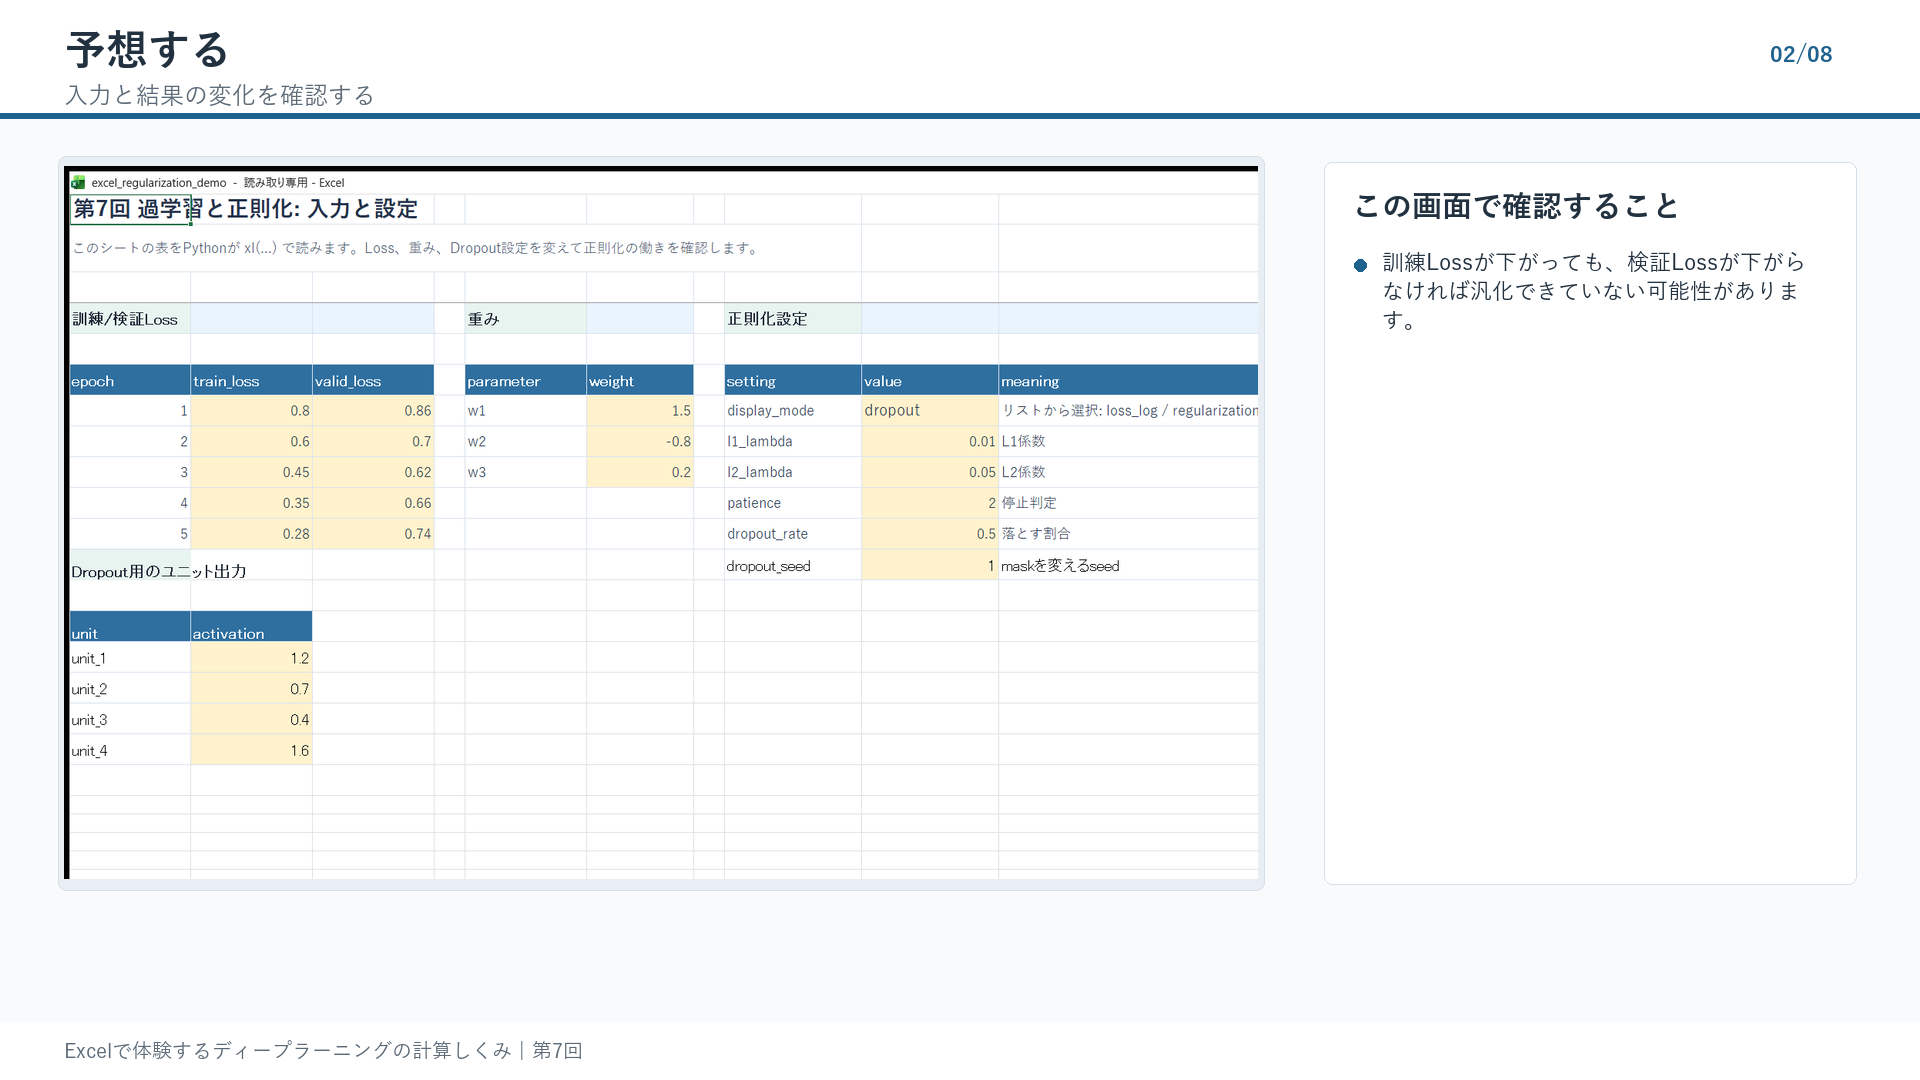 予想する
入力と結果の変化を確認する
02/08
excel_regularization_demo - 読み取り専用 - Excel
第7回 過学習と正則化: 入力と設定
このシートの表をPythonが xl(...) で読みます。Loss、重み、Dropout設定を変えて正則化の働きを確認します。
訓練/検証Loss 重み 正則化設定
epoch train_loss valid_loss parameter weight setting value meaning
1 0.8 0.86 w1 1.5 display_mode dropout リストから選択: loss_log / regularization
2 0.6 0.7 w2 -0.8 l1_lambda 0.01 L1係数
3 0.45 0.62 w3 0.2 l2_lambda 0.05 L2係数
4 0.35 0.66 patience 2 停止判定
5 0.28 0.74 dropout_rate 0.5 落とす割合
Dropout用のユニット出力 dropout_seed 1 maskを変えるseed
unit activation
unit_1 1.2
unit_2 0.7
unit_3 0.4
unit_4 1.6
この画面で確認すること
訓練Lossが下がっても、検証Lossが下がら
なければ汎化できていない可能性がありま
す。
Excelで体験するディープラーニングの計算しくみ｜第7回